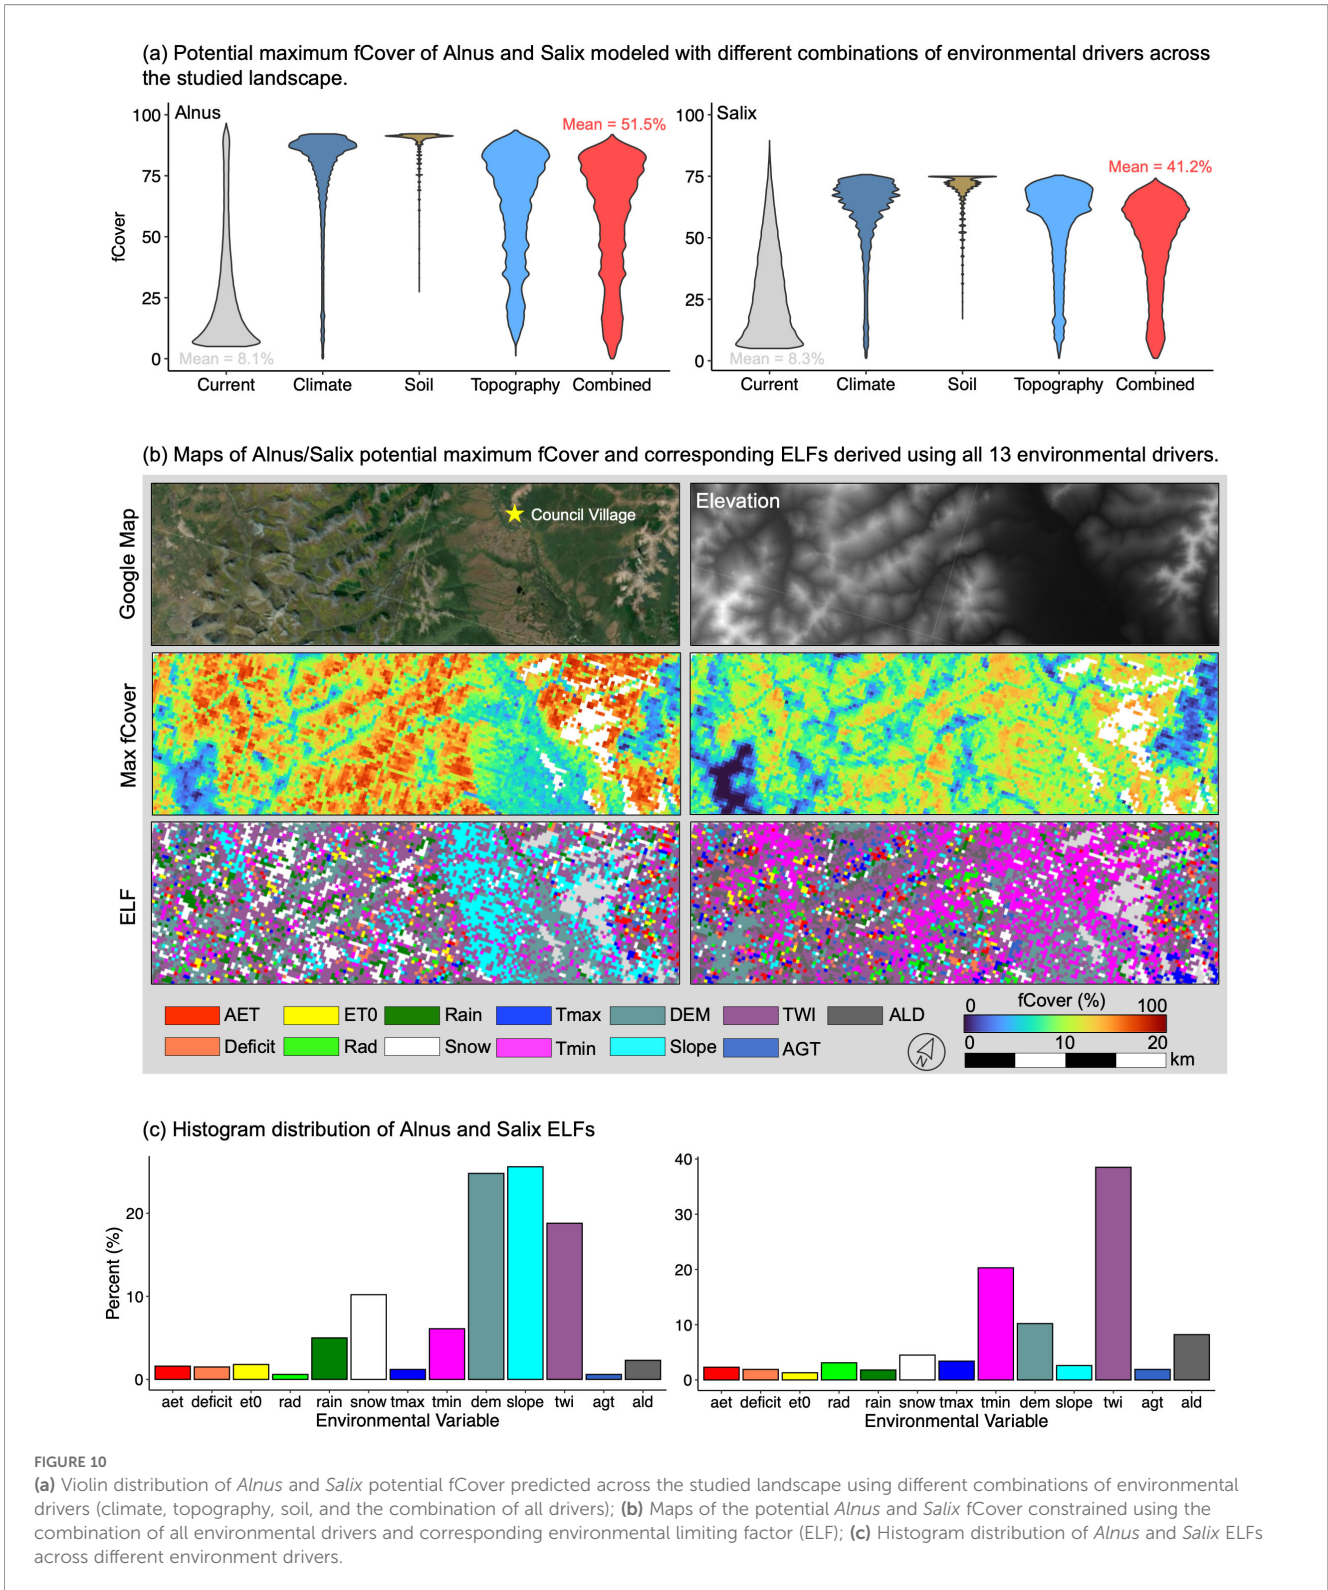 (a) Potential maximum fCover of Alnus and Salix modeled with different combinations of environmental drivers across
the studied landscape.
Alnus
100
75
50
25
0
fCover
Mean = 51.5%
Mean = 8.1%
Current Climate Soil Topography Combined
Salix
100
75
50
25
0
Mean = 41.2%
Mean = 8.3%
Current Climate Soil Topography Combined
(b) Maps of Alnus/Salix potential maximum fCover and corresponding ELFs derived using all 13 environmental drivers.
Google Map
Council Village
Elevation
Max fCover
ELF
AET ET0 Rain Tmax DEM TWI ALD
Deficit Rad Snow Tmin Slope AGT
N
0 fCover (%) 100
0 10 20
km
(c) Histogram distribution of Alnus and Salix ELFs
Percent (%)
20
10
0
aet deficit et0 rad rain snow tmax tmin dem slope twi agt ald
Environmental Variable
40
30
20
10
0
aet deficit et0 rad rain snow tmax tmin dem slope twi agt ald
Environmental Variable
FIGURE 10
(a) Violin distribution of Alnus and Salix potential fCover predicted across the studied landscape using different combinations of environmental
drivers (climate, topography, soil, and the combination of all drivers); (b) Maps of the potential Alnus and Salix fCover constrained using the
combination of all environmental drivers and corresponding environmental limiting factor (ELF); (c) Histogram distribution of Alnus and Salix ELFs
across different environment drivers.